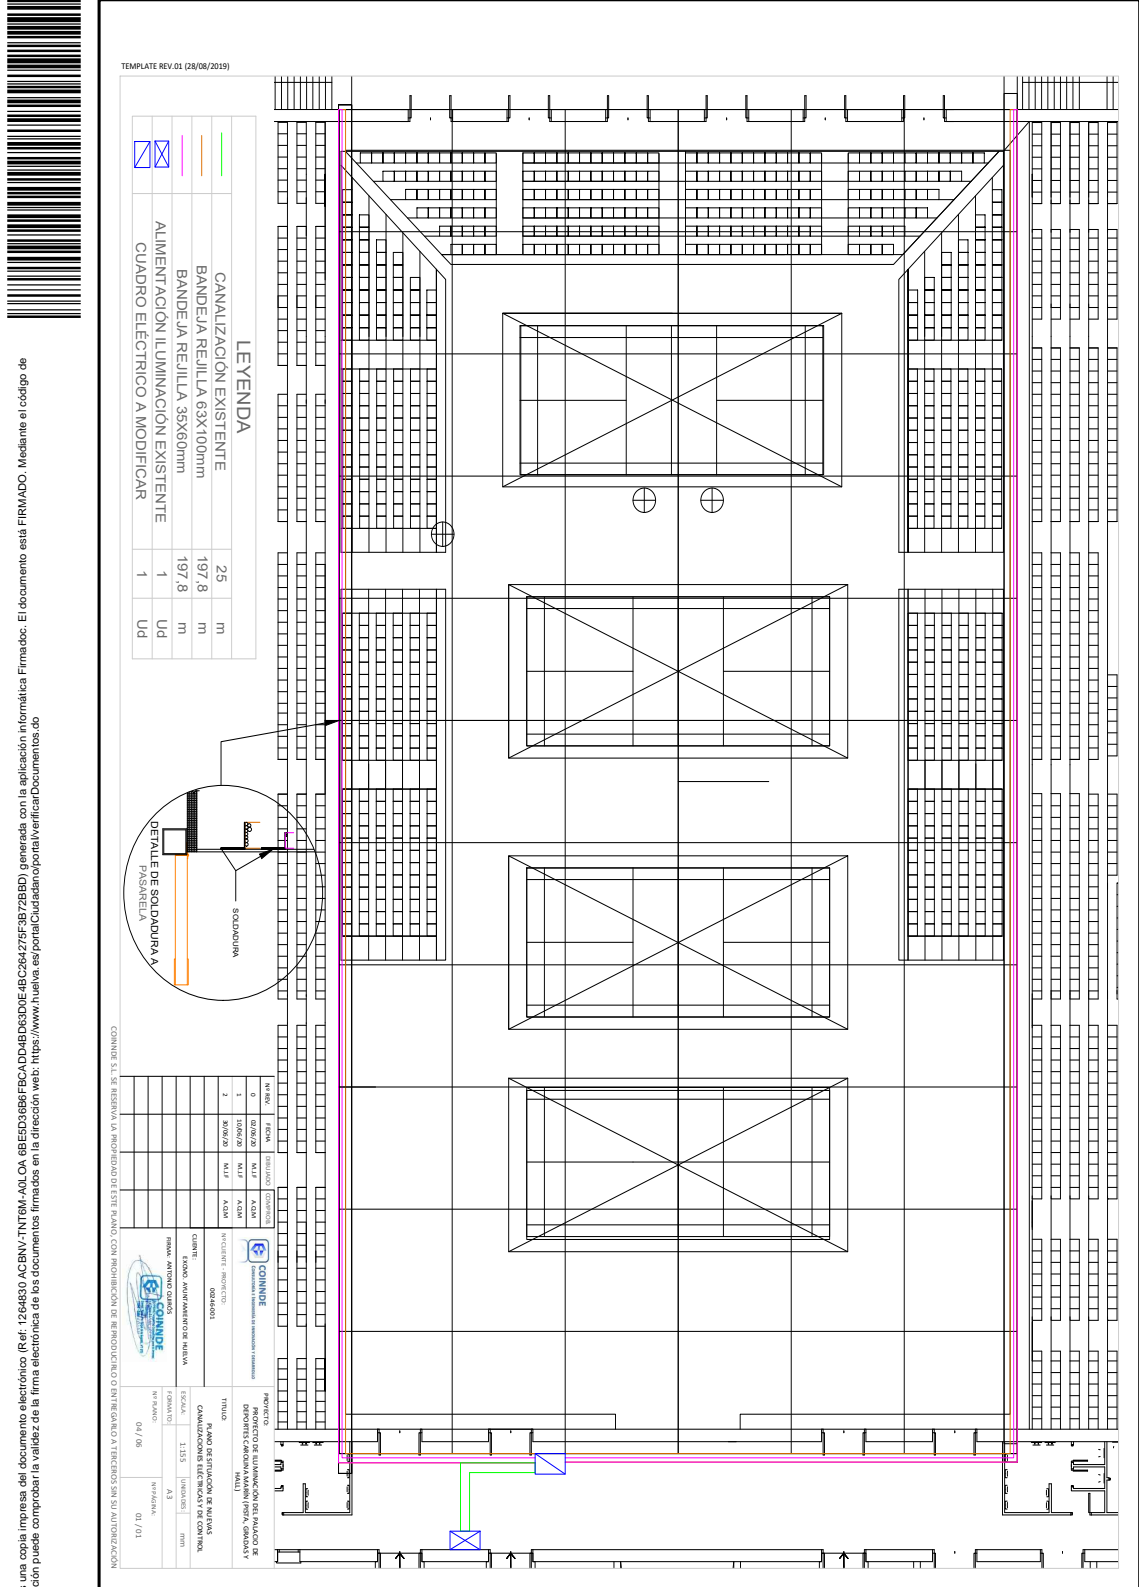 TEMPLATE REV.01 (28/08/2019)
LEYENDA
CANALIZACIÓN EXISTENTE 25 m
BANDEJA REJILLA 63X100mm 197,8 m
BANDEJA REJILLA 35X60mm 197,8 m
ALIMENTACIÓN ILUMINACIÓN EXISTENTE 1 Ud
CUADRO ELÉCTRICO A MODIFICAR 1 Ud
SOLDADURA
DETALLE DE SOLDADURA A
PASARELA
Nº REV. FECHA DIBUJADO COMPROB.
0 02/06/20 M.J.F A.Q.M
1 10/06/20 M.J.F A.Q.M
2 30/06/20 M.J.F A.Q.M
COINNDE
Nº CLIENTE - PROYECTO:
00246-001
CLIENTE:
EXCMO. AYUNTAMIENTO DE HUELVA
FIRMA: ANTONIO QUIRÓS
COINNDE
PROYECTO:
PROYECTO DE ILUMINACIÓN DEL PALACIO DE
DEPORTES CAROLINA MARÍN (PISTA, GRADAS Y
HALL)
TITULO:
PLANO DE SITUACIÓN DE NUEVAS
CANALIZACIONES ELÉCTRICAS Y DE CONTROL
ESCALA: 1:155 UNIDADES: mm
FORMATO: A3
Nº PLANO: 04 / 06 Nº PÁGINA: 01 / 01
COINNDE S.L. SE RESERVA LA PROPIEDAD DE ESTE PLANO, CON PROHIBICIÓN DE REPRODUCIRLO O ENTREGARLO A TERCEROS SIN SU AUTORIZACIÓN
una copia impresa del documento electrónico (Ref: 1264830 ACBNV-TNT6M-A0LOA 6BE5D36B6FBCADD4BD63D0E4BC264275F3B72BBD) generada con la aplicación informática Firmadoc. El documento está FIRMADO. Mediante el código de
ción puede comprobar la validez de la firma electrónica de los documentos firmados en la dirección web: https://www.huelva.es/portalCiudadano/portal/verificarDocumentos.do